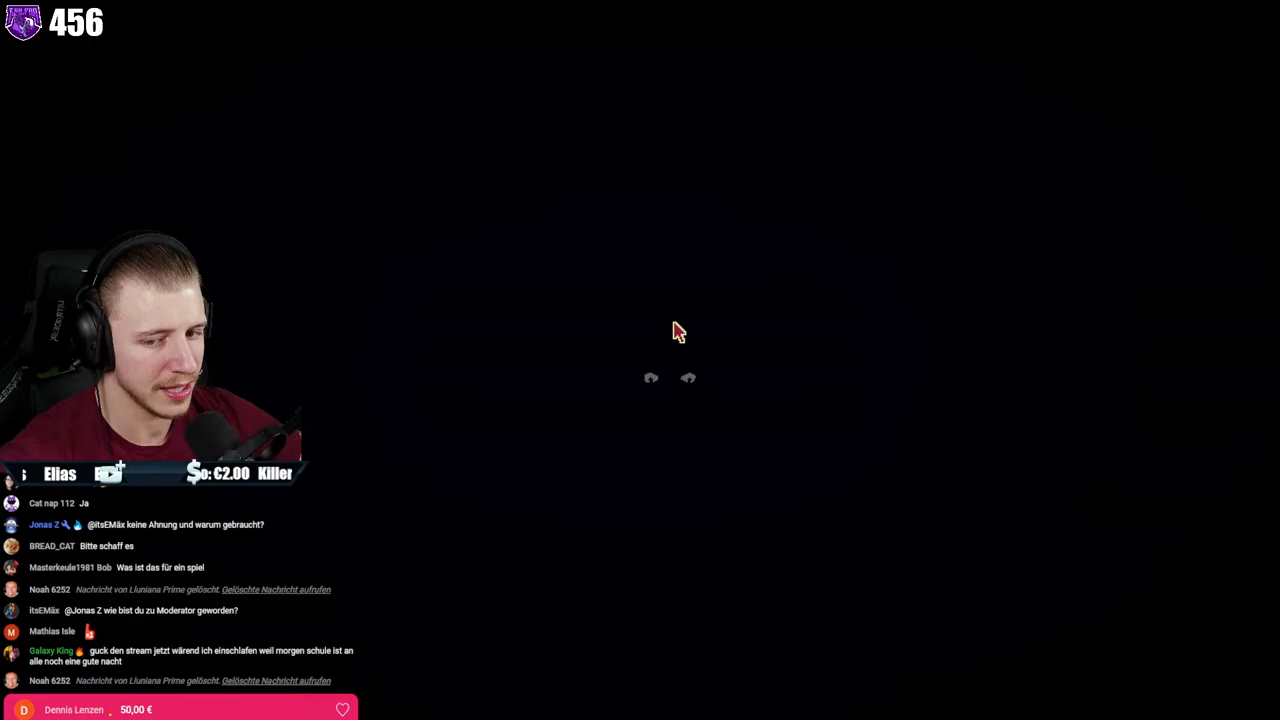 456
Elias
So: €2.00 Killer
Cat nap 112 Ja
Jonas Z @itsEMäx keine Ahnung und warum gebraucht?
BREAD_CAT Bitte schaff es
Masterkeule1981 Bob Was ist das für ein spiel
Noah 6252 Nachricht von Lluniana Prime gelöscht. Gelöschte Nachricht aufrufen
itsEMäx @Jonas Z wie bist du zu Moderator geworden?
Mathias Isle
Galaxy King guck den stream jetzt wärend ich einschlafen weil morgen schule ist an
alle noch eine gute nacht
Noah 6252 Nachricht von Lluniana Prime gelöscht. Gelöschte Nachricht aufrufen
D Dennis Lenzen 50,00 €